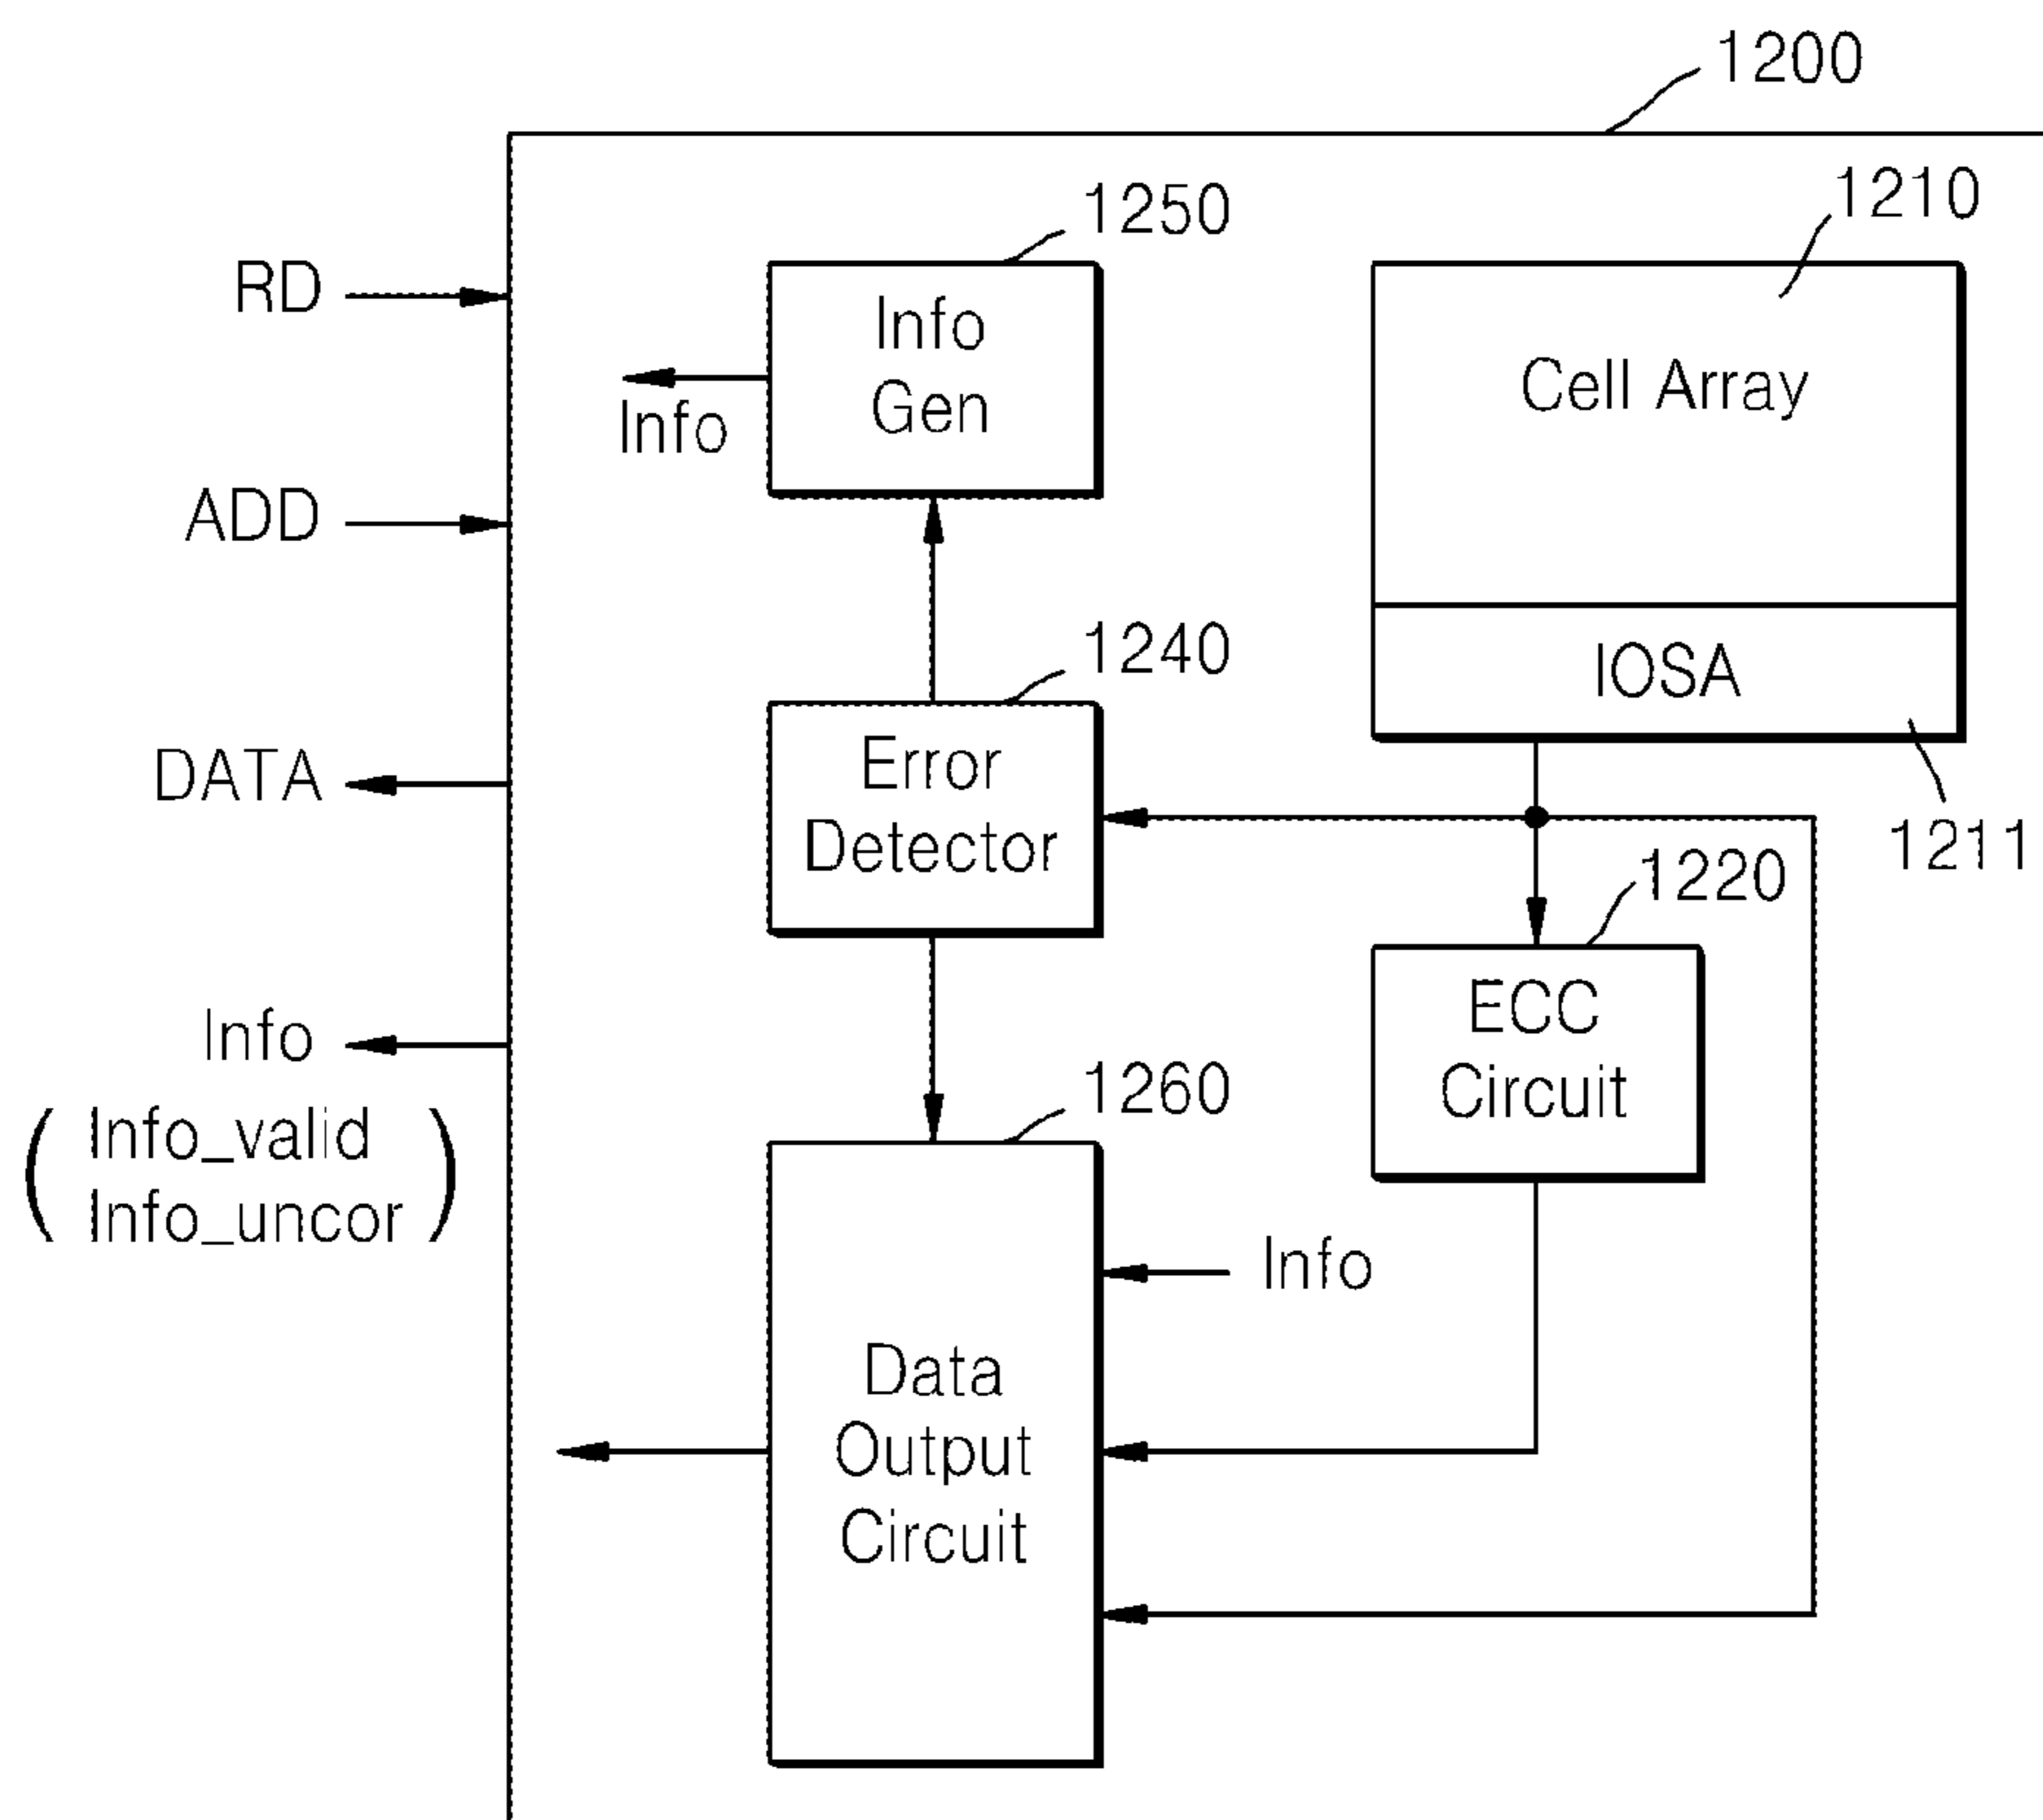 1200
1210
1250
RD
Info
Gen
Cell Array
Info
ADD
1240
IOSA
Error
Detector
DATA
1211
1220
ECC
Circuit
Info
( Info_valid
Info_uncor )
1260
Info
Data
Output
Circuit